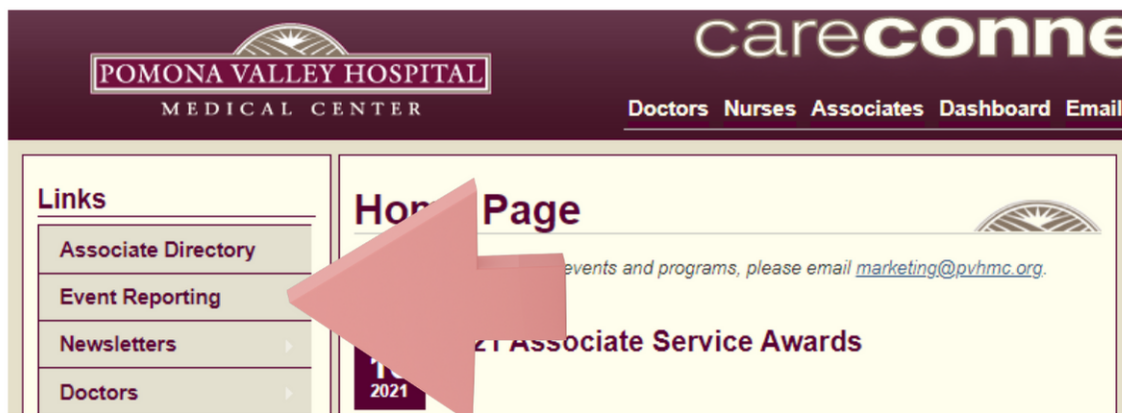 POMONA VALLEY HOSPITAL
MEDICAL CENTER
careconne
Doctors Nurses Associates Dashboard Email
Links
Associate Directory
Event Reporting
Newsletters
Doctors
Page
events and programs, please email marketing@pvhmc.org.
Associate Service Awards
2021